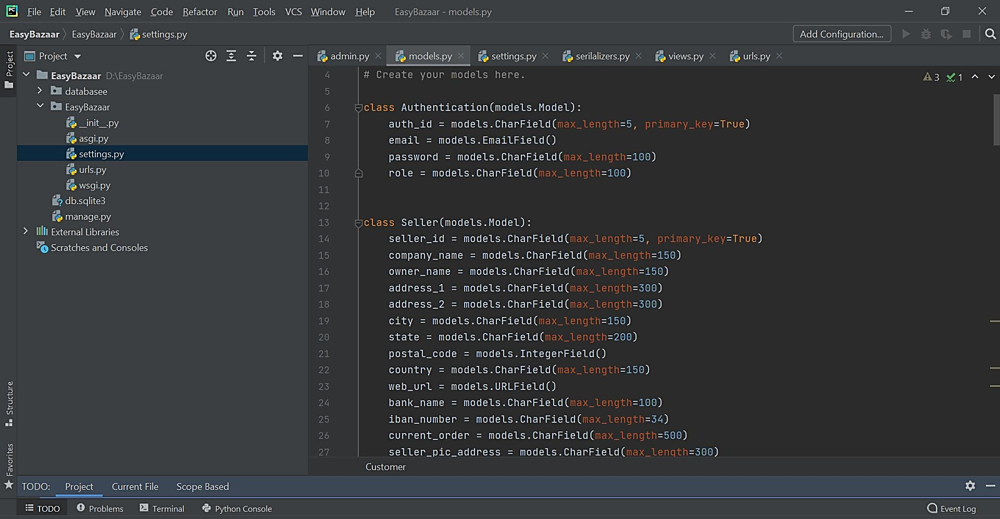 PC File Edit View Navigate Code Refactor Run Tools VCS Window Help EasyBazaar - models.py
EasyBazaar EasyBazaar settings.py Add Configuration...
Project
Project
admin.py models.py settings.py serilalizers.py views.py urls.py
EasyBazaar D:\EasyBazaar
databasee
EasyBazaar
__init__.py
asgi.py
settings.py
urls.py
wsgi.py
db.sqlite3
manage.py
External Libraries
Scratches and Consoles
3 1
4 # Create your models here.
5
6 class Authentication(models.Model):
7 auth_id = models.CharField(max_length=5, primary_key=True)
8 email = models.EmailField()
9 password = models.CharField(max_length=100)
10 role = models.CharField(max_length=100)
11
12
13 class Seller(models.Model):
14 seller_id = models.CharField(max_length=5, primary_key=True)
15 company_name = models.CharField(max_length=150)
16 owner_name = models.CharField(max_length=150)
17 address_1 = models.CharField(max_length=300)
18 address_2 = models.CharField(max_length=300)
19 city = models.CharField(max_length=150)
20 state = models.CharField(max_length=200)
21 postal_code = models.IntegerField()
22 country = models.CharField(max_length=150)
23 web_url = models.URLField()
24 bank_name = models.CharField(max_length=100)
25 iban_number = models.CharField(max_length=34)
26 current_order = models.CharField(max_length=500)
27 seller_pic_address = models.CharField(max_length=300)
Customer
Structure
Favorites
TODO: Project Current File Scope Based
TODO Problems Terminal Python Console Event Log